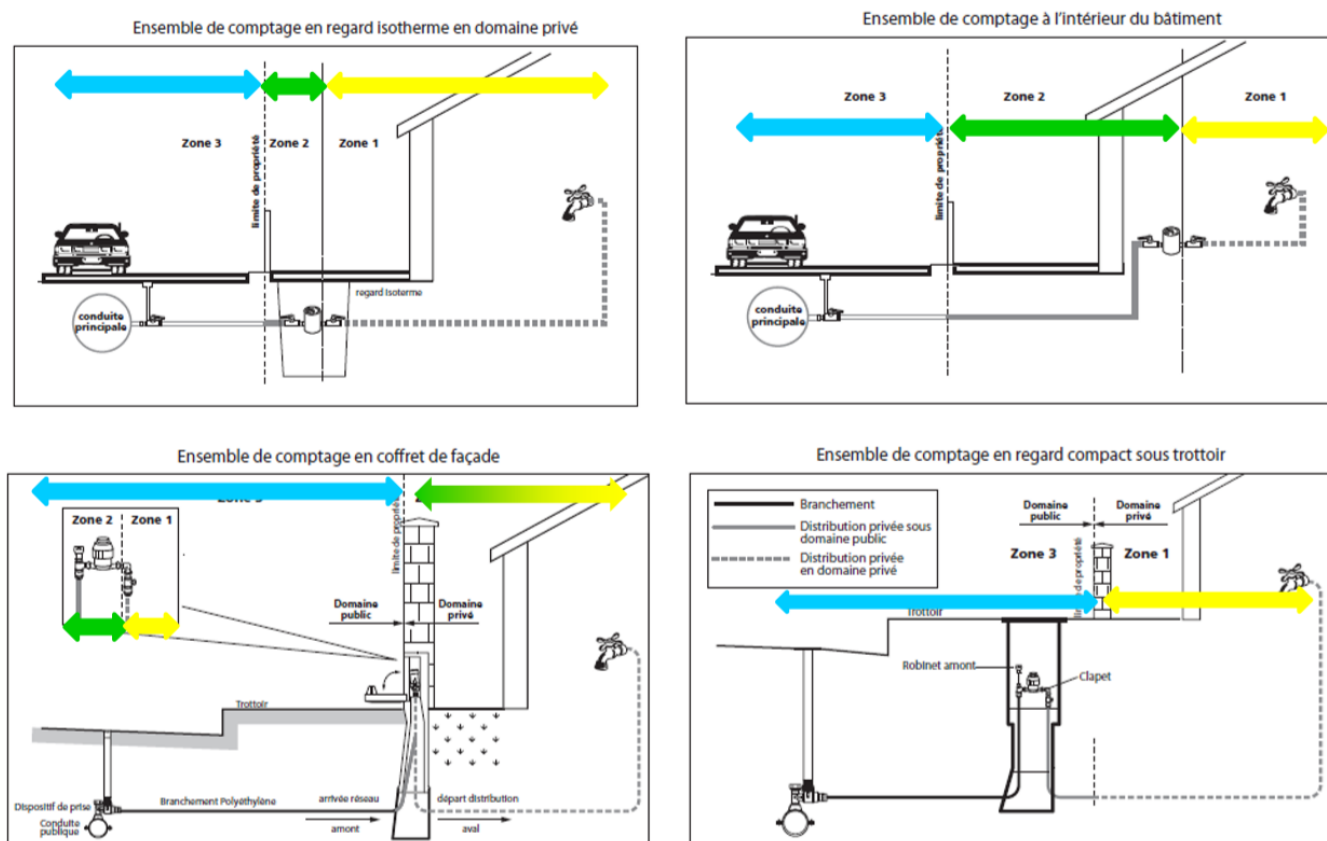 Ensemble de comptage en regard isotherme en domaine privé
Zone 3
limite de propriété
Zone 2
Zone 1
regard Isoterme
conduite
principale
Ensemble de comptage à l'intérieur du bâtiment
Zone 3
limite de propriété
Zone 2
Zone 1
conduite
principale
Ensemble de comptage en coffret de façade
Zone 2
Zone 1
limite de propriété
Domaine
public
Domaine
privé
Trottoir
Dispositif de prise
Conduite
publique
Branchement Polyéthylène
arrivée réseau
départ distribution
amont
aval
Ensemble de comptage en regard compact sous trottoir
Branchement
Distribution privée sous
domaine public
Distribution privée
en domaine privé
Domaine
public
Domaine
privé
Zone 3
Zone 1
de propriété
Trottoir
Robinet amont
Clapet